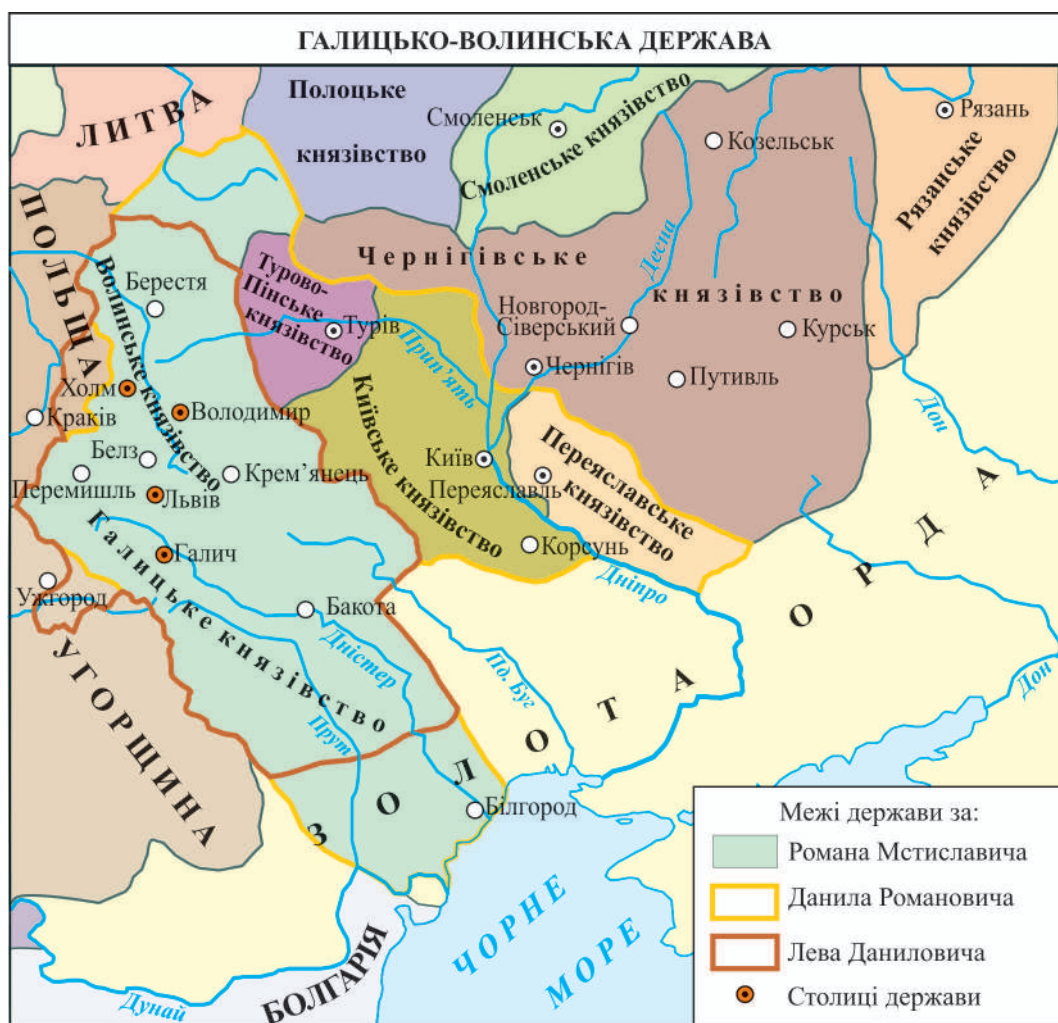 ГАЛИЦЬКО-ВОЛИНСЬКА ДЕРЖАВА
ЛИТВА
Полоцьке
князівство
Смоленськ
Смоленське князівство
Козельськ
Рязань
Рязанське
князівство
ПОЛЬЩА
Чернігівське
князівство
Десна
Волинське князівство
Берестя
Турово-
Пінське
князівство
Турів
Прип’ять
Новгород-
Сіверський
Курськ
Чернігів
Путивль
Холм
Володимир
Краків
Белз
Перемишль
Крем’янець
Львів
Київське князівство
Київ
Переяславль
Переяславське
князівство
Корсунь
Дніпро
Дон
Галич
Галицьке князівство
Ужгород
Бакота
Дністер
Прут
Пд. Буг
УГОРЩИНА
ЗОЛОТА ОРДА
Дон
Білгород
ЧОРНЕ
МОРЕ
БОЛГАРІЯ
Дунай
Межі держави за:
Романа Мстиславича
Данила Романовича
Лева Даниловича
Столиці держави